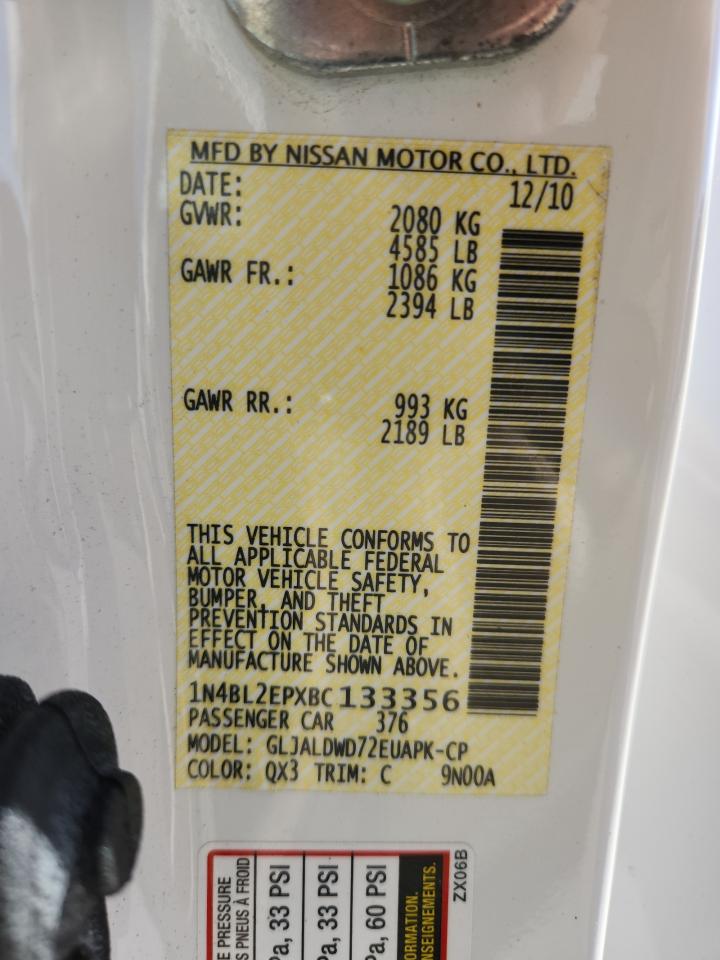 MFD BY NISSAN MOTOR CO., LTD.
DATE: 12/10
GVWR: 2080 KG
4585 LB
GAWR FR.: 1086 KG
2394 LB
GAWR RR.: 993 KG
2189 LB
THIS VEHICLE CONFORMS TO
ALL APPLICABLE FEDERAL
MOTOR VEHICLE SAFETY,
BUMPER, AND THEFT
PREVENTION STANDARDS IN
EFFECT ON THE DATE OF
MANUFACTURE SHOWN ABOVE.
1N4BL2EPXBC133356
PASSENGER CAR 376
MODEL: GLJALDWD72EUAPK-CP
COLOR: QX3 TRIM: C 9N00A
E PRESSURE
S PNEUS À FROID
Pa, 33 PSI
Pa, 33 PSI
Pa, 60 PSI
ORMATION.
NSEIGNEMENTS.
ZX06B